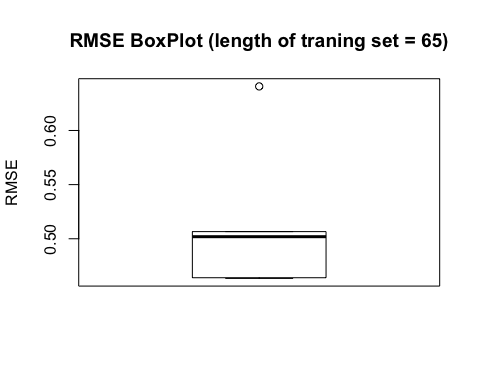 RMSE BoxPlot (length of traning set = 65)
RMSE
0.60
0.55
0.50